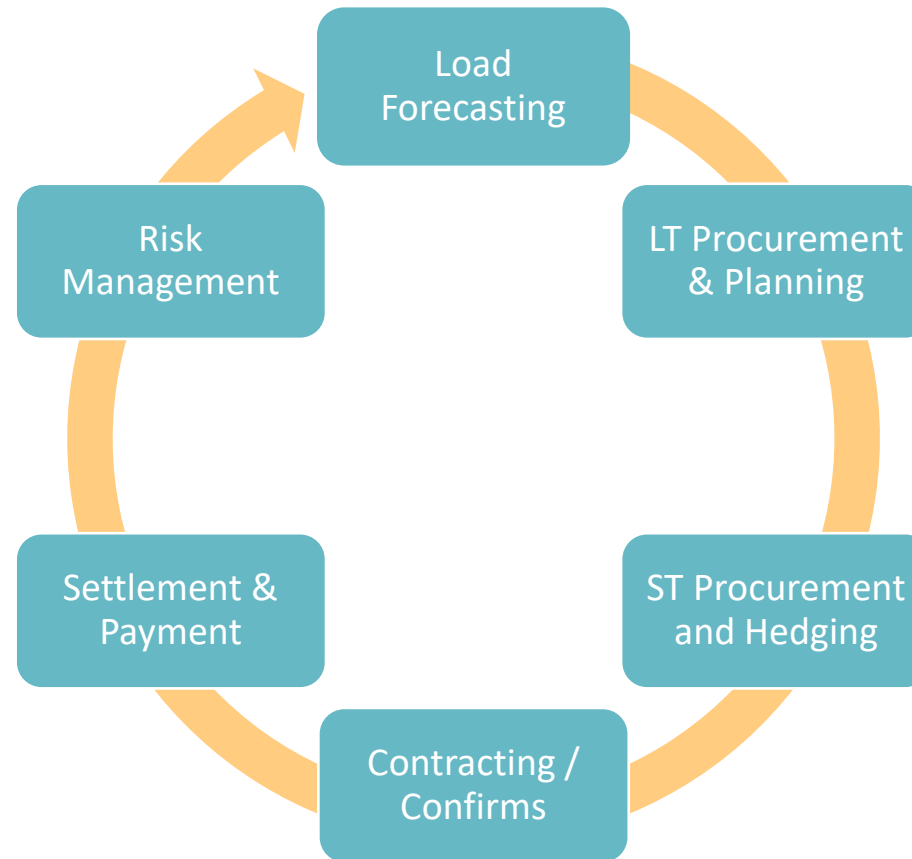 Load
Forecasting
LT Procurement
& Planning
ST Procurement
and Hedging
Contracting /
Confirms
Settlement &
Payment
Risk
Management